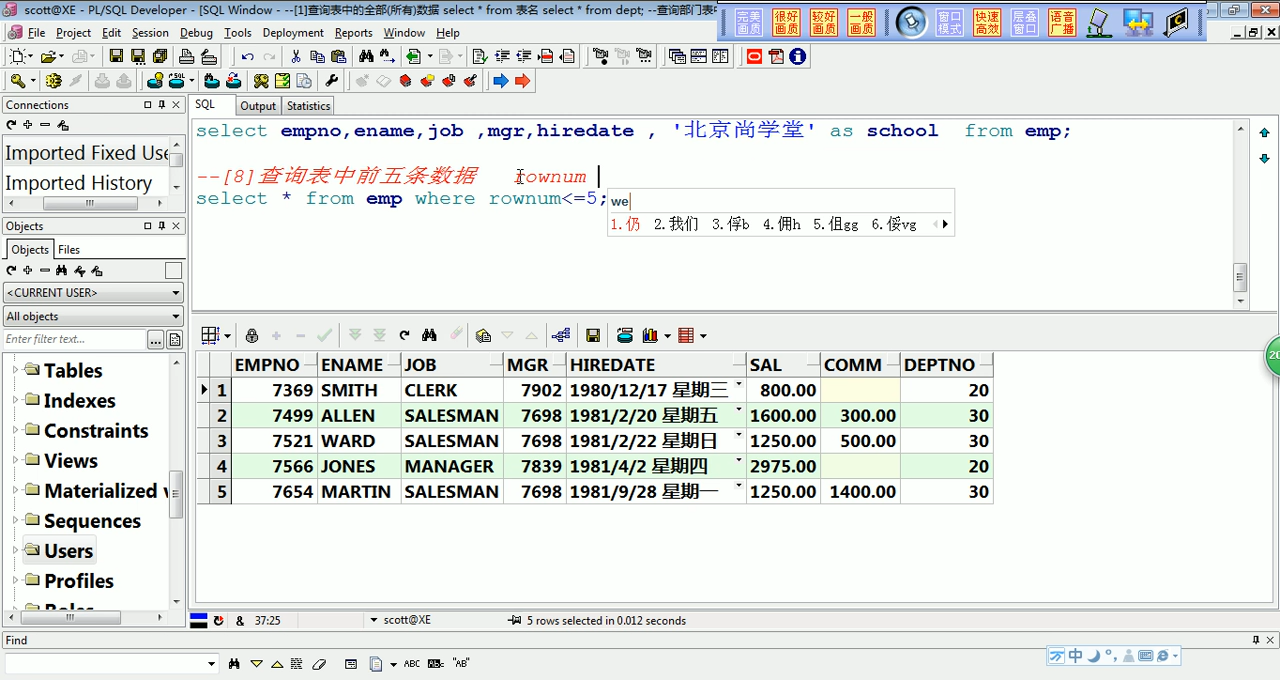 scott@XE - PL/SQL Developer - [SQL Window - --[1]查询表中的全部(所有)数据 select * from 表名 select * from dept; --查询部门表
完美画质 很好画质 较好画质 一般画质 窗口模式 快速高效 层叠窗口 语音广播
File Project Edit Session Debug Tools Deployment Reports Window Help
Connections
SQL Output Statistics
select empno,ename,job ,mgr,hiredate , '北京尚学堂' as school from emp;
Imported Fixed Use
Imported History
--[8]查询表中前五条数据 rownum
select * from emp where rownum<=5;
we
1.仍 2.我们 3.俘b 4.佣h 5.伹gg 6.佞vg
Objects
Objects Files
<CURRENT USER>
All objects
Enter filter text... ...
Tables
Indexes
Constraints
Views
Materialized
Sequences
Users
Profiles
Roles
EMPNO ENAME JOB MGR HIREDATE SAL COMM DEPTNO
1 7369 SMITH CLERK 7902 1980/12/17 星期三 800.00 20
2 7499 ALLEN SALESMAN 7698 1981/2/20 星期五 1600.00 300.00 30
3 7521 WARD SALESMAN 7698 1981/2/22 星期日 1250.00 500.00 30
4 7566 JONES MANAGER 7839 1981/4/2 星期四 2975.00 20
5 7654 MARTIN SALESMAN 7698 1981/9/28 星期一 1250.00 1400.00 30
20
& 37:25 scott@XE 5 rows selected in 0.012 seconds
Find
ABC "AB"
中